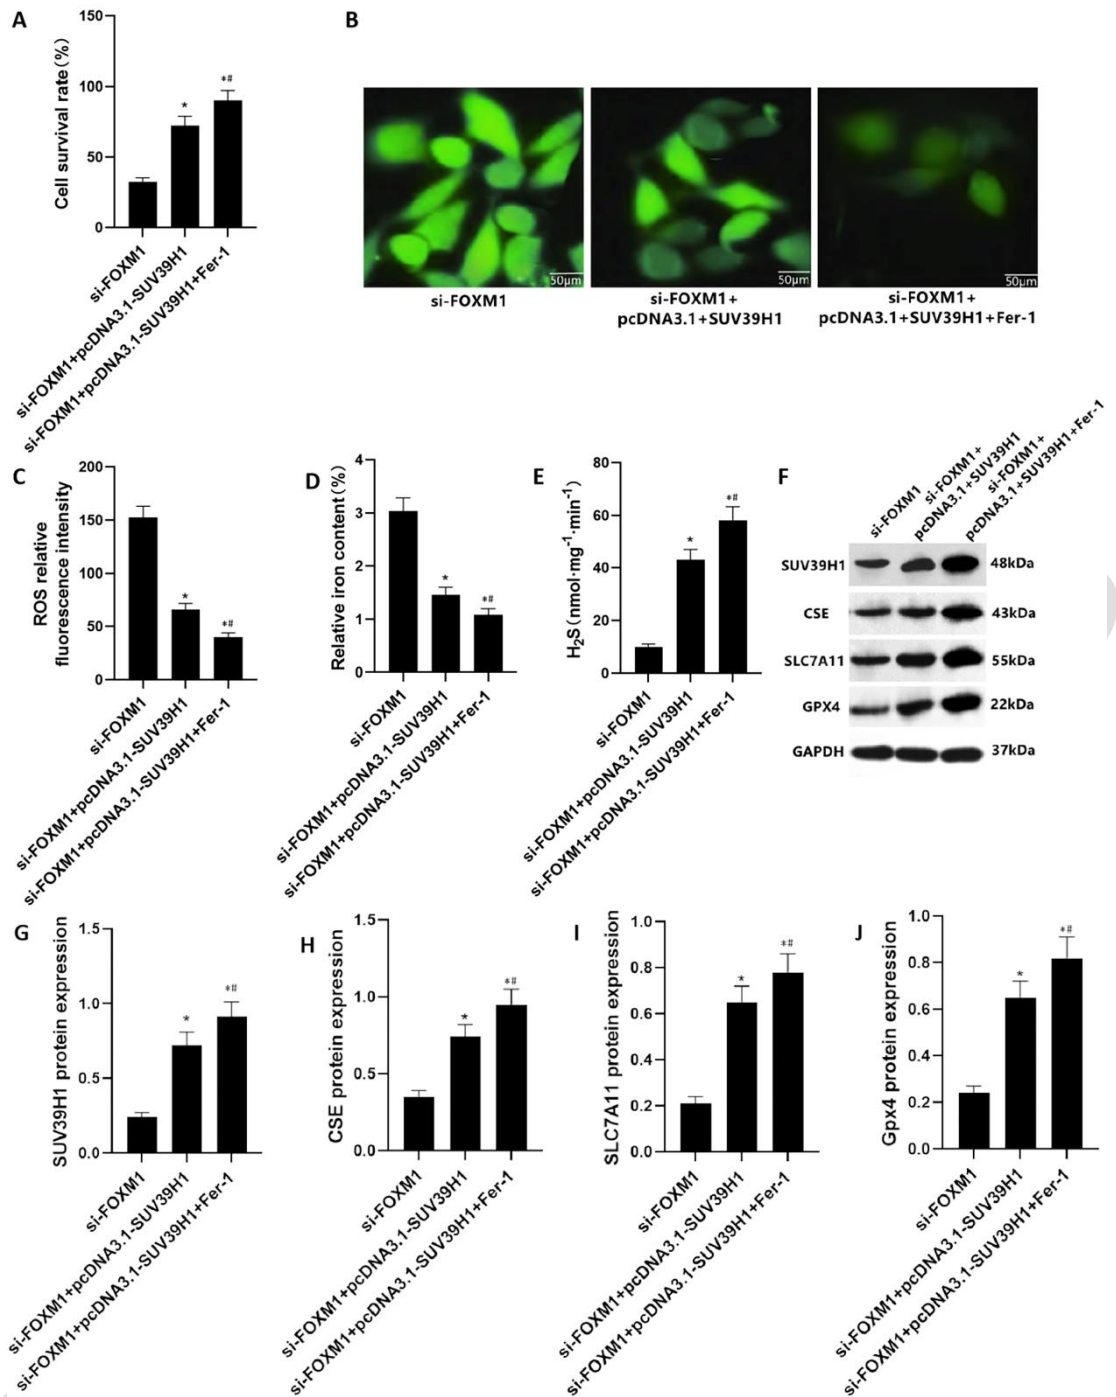 A
Cell survival rate(%)
150
100
50
0
*
*#
si-FOXM1
si-FOXM1+pcDNA3.1-SUV39H1
si-FOXM1+pcDNA3.1-SUV39H1+Fer-1
B
50μm
50μm
50μm
si-FOXM1
si-FOXM1+
pcDNA3.1+SUV39H1
si-FOXM1+
pcDNA3.1+SUV39H1+Fer-1
C
ROS relative
fluorescence intensity
200
150
100
50
0
*
*#
si-FOXM1
si-FOXM1+pcDNA3.1-SUV39H1
si-FOXM1+pcDNA3.1-SUV39H1+Fer-1
D
Relative iron content(%)
4
3
2
1
0
*
*#
si-FOXM1
si-FOXM1+pcDNA3.1-SUV39H1
si-FOXM1+pcDNA3.1-SUV39H1+Fer-1
E
H₂S(nmol·mg⁻¹·min⁻¹)
80
60
40
20
0
*
*#
si-FOXM1
si-FOXM1+pcDNA3.1-SUV39H1
si-FOXM1+pcDNA3.1-SUV39H1+Fer-1
F
si-FOXM1
si-FOXM1+
pcDNA3.1+SUV39H1
si-FOXM1+
pcDNA3.1+SUV39H1+Fer-1
SUV39H1 48kDa
CSE 43kDa
SLC7A11 55kDa
GPX4 22kDa
GAPDH 37kDa
G
SUV39H1 protein expression
1.5
1.0
0.5
0.0
*
*#
si-FOXM1
si-FOXM1+pcDNA3.1-SUV39H1
si-FOXM1+pcDNA3.1-SUV39H1+Fer-1
H
CSE protein expression
1.5
1.0
0.5
0.0
*
*#
si-FOXM1
si-FOXM1+pcDNA3.1-SUV39H1
si-FOXM1+pcDNA3.1-SUV39H1+Fer-1
I
SLC7A11 protein expression
1.0
0.8
0.6
0.4
0.2
0.0
*
*#
si-FOXM1
si-FOXM1+pcDNA3.1-SUV39H1
si-FOXM1+pcDNA3.1-SUV39H1+Fer-1
J
Gpx4 protein expression
1.0
0.8
0.6
0.4
0.2
0.0
*
*#
si-FOXM1
si-FOXM1+pcDNA3.1-SUV39H1
si-FOXM1+pcDNA3.1-SUV39H1+Fer-1